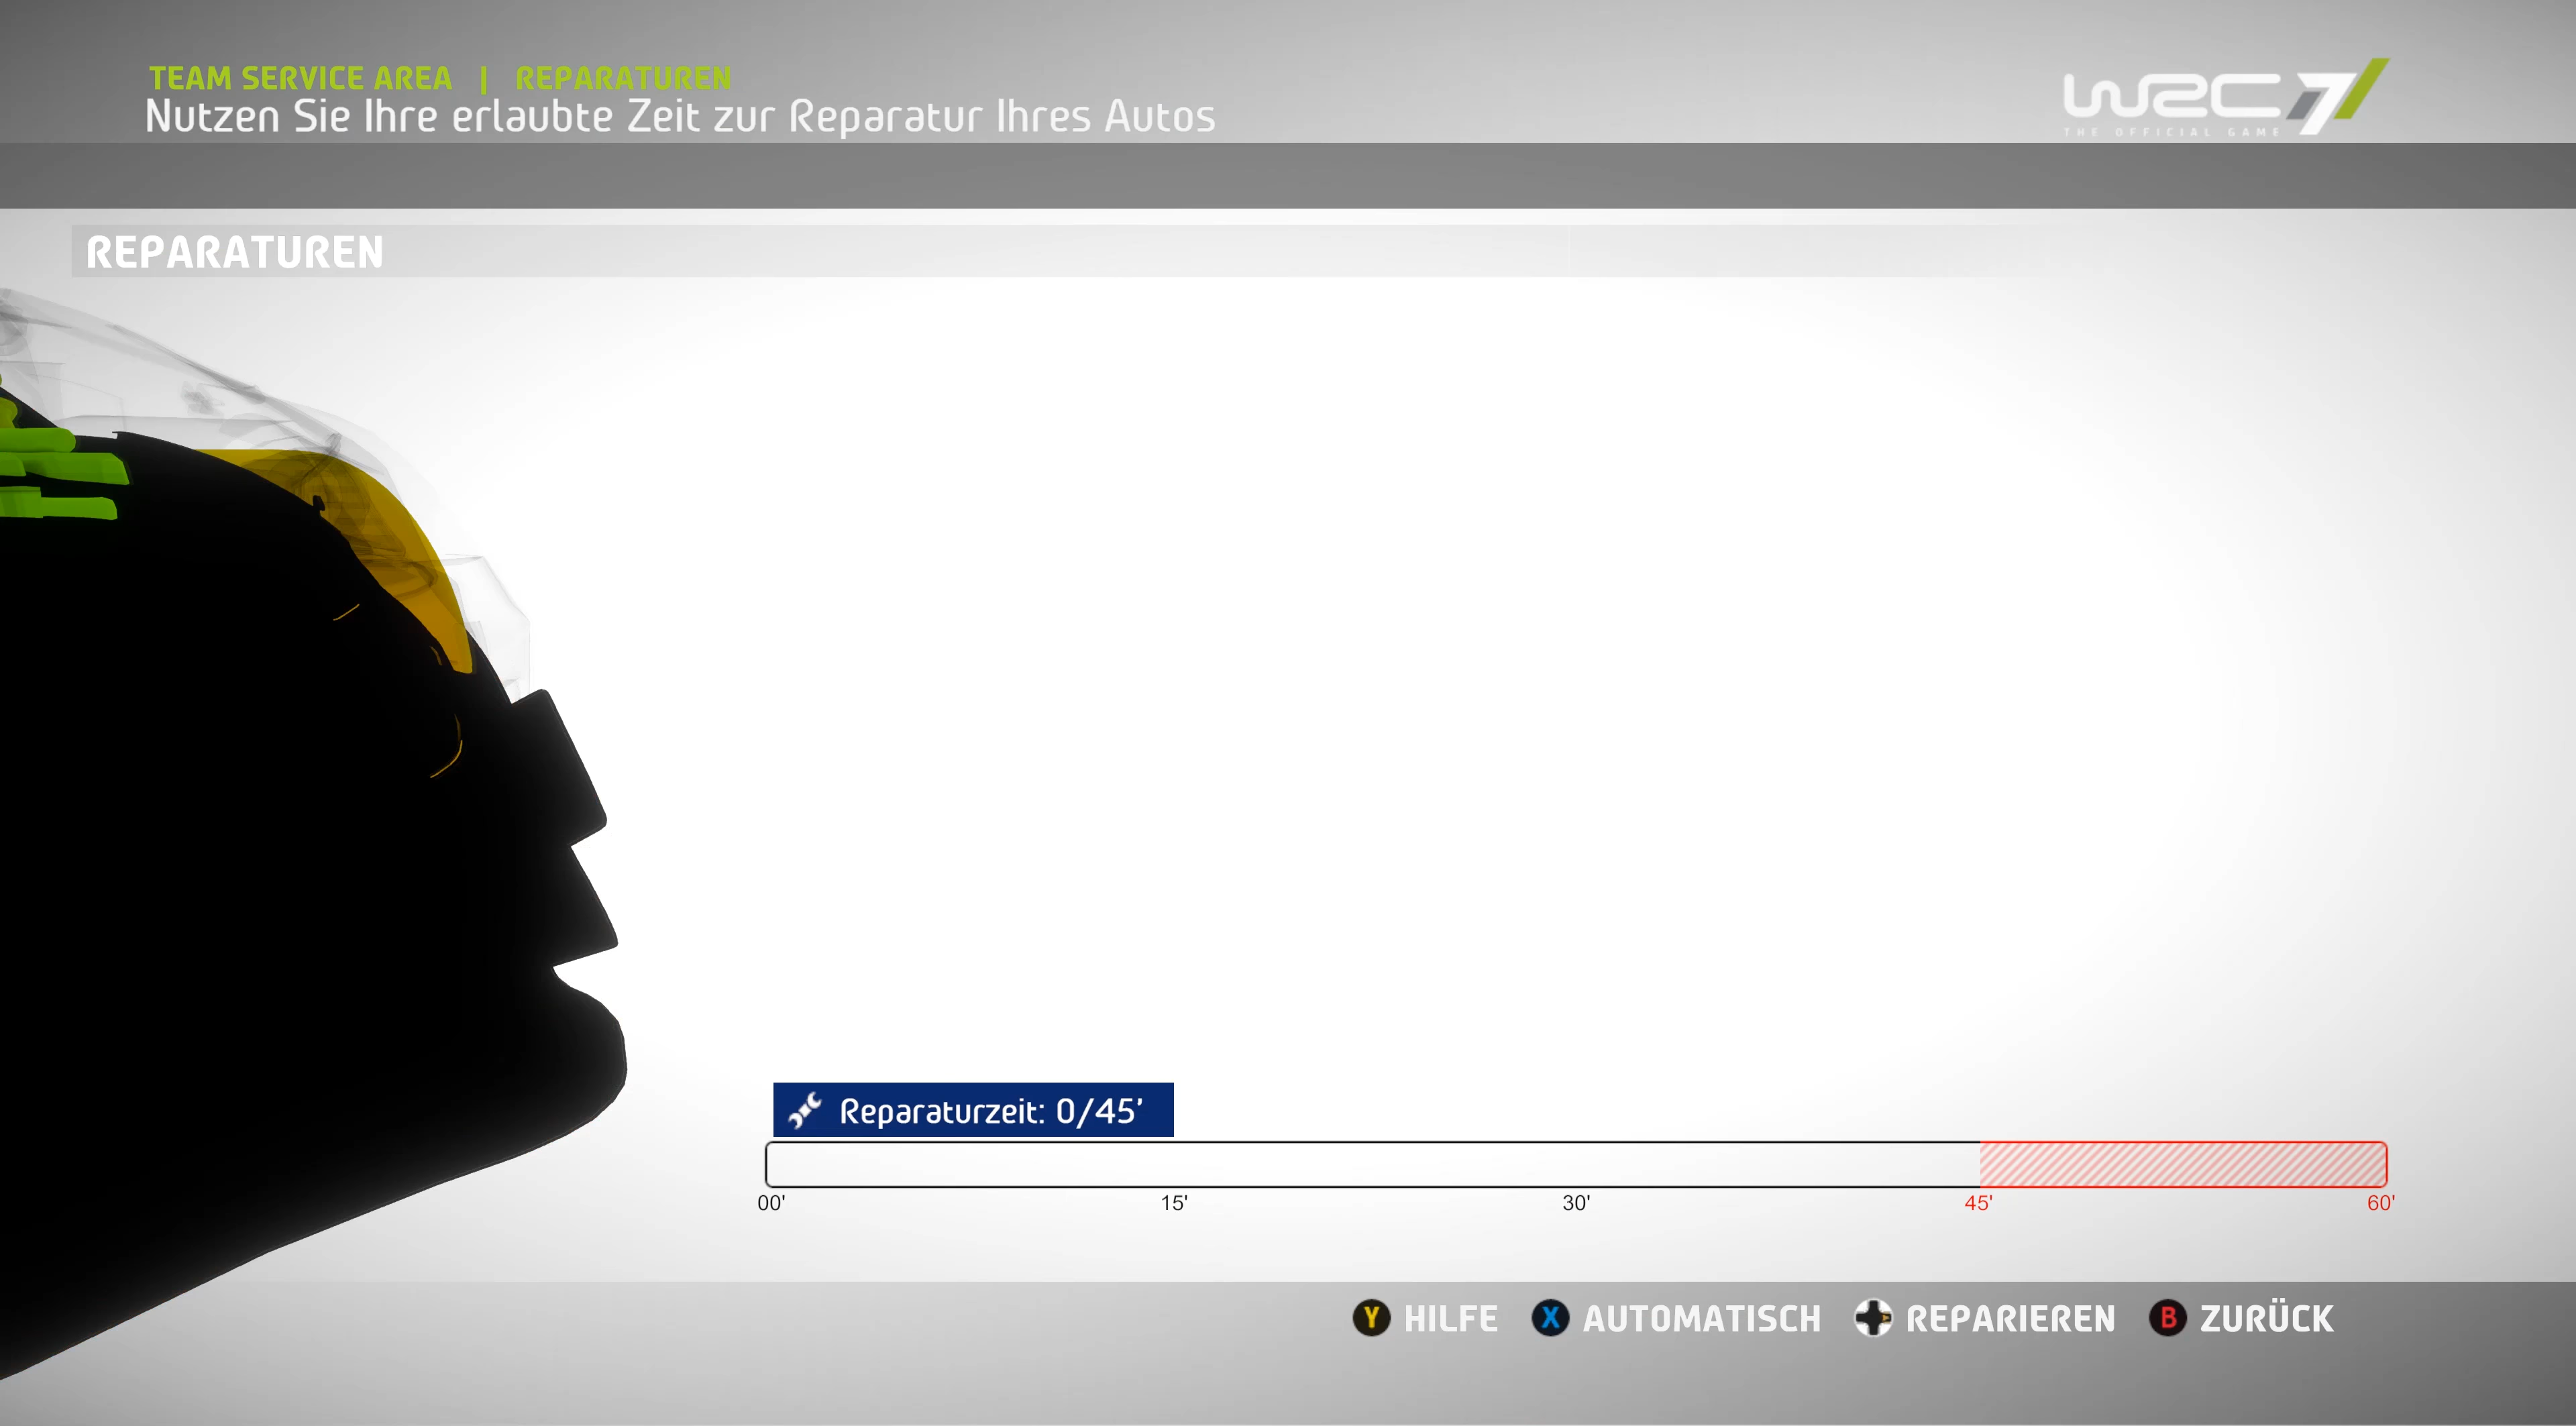 TEAM SERVICE AREA | REPARATUREN
Nutzen Sie Ihre erlaubte Zeit zur Reparatur Ihres Autos
WRC 7
THE OFFICIAL GAME
REPARATUREN
Reparaturzeit: 0/45'
00' 15' 30' 45' 60'
Y HILFE X AUTOMATISCH REPARIEREN B ZURÜCK